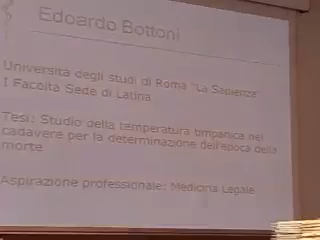 Edoardo Bottoni
Università degli studi di Roma "La Sapienza"
I Facoltà Sede di Latina
Tesi: Studio della temperatura timpanica nel
cadavere per la determinazione dell'epoca della
morte
Aspirazione professionale: Medicina Legale